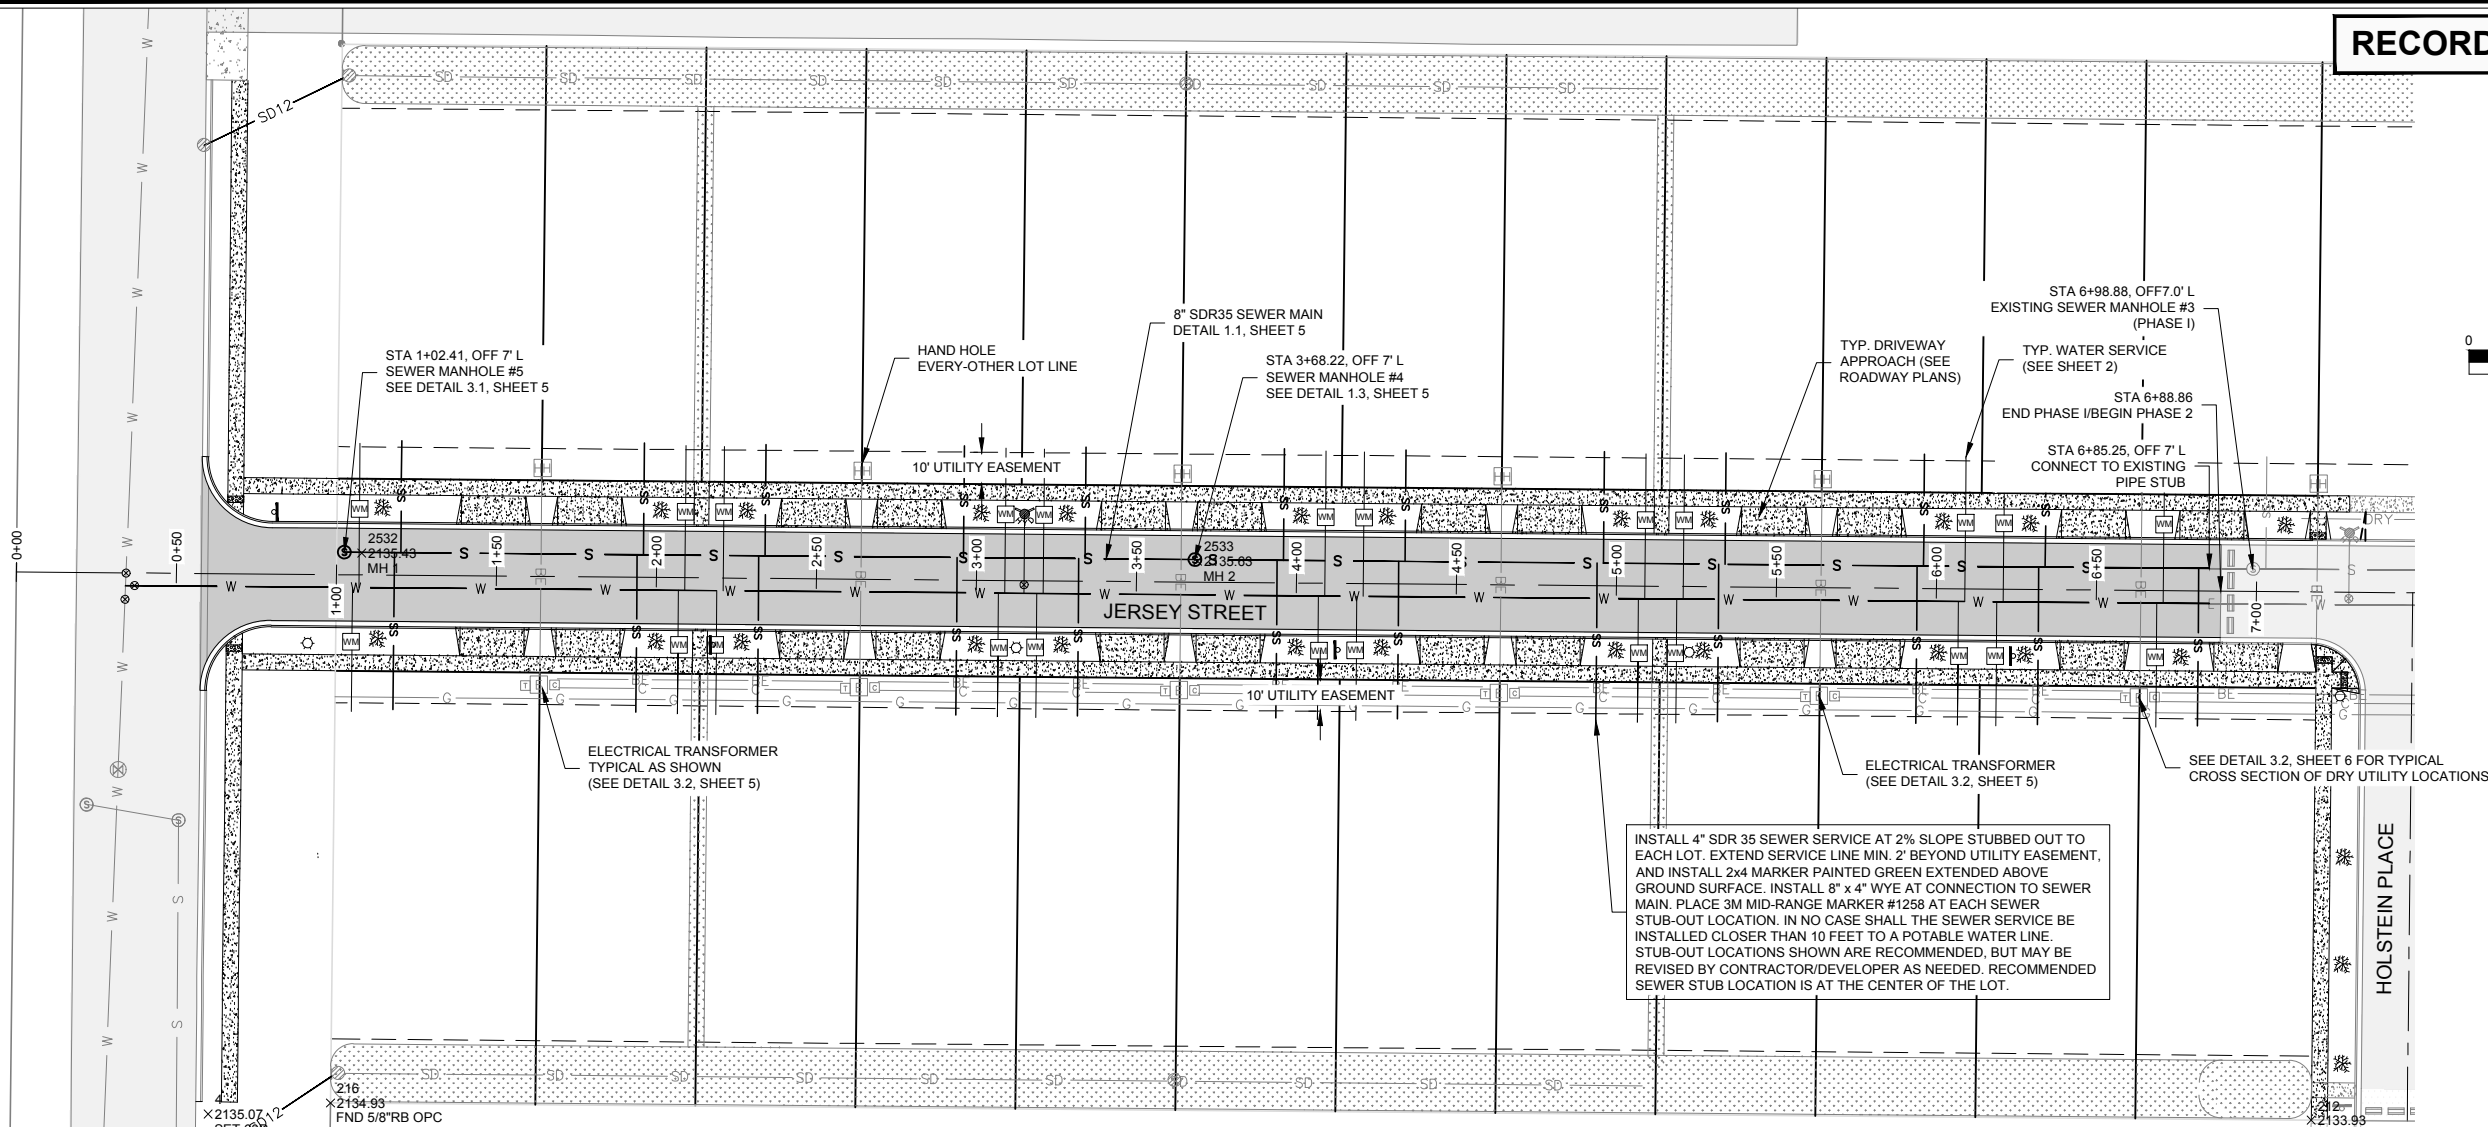 RECORD
SD12
STA 6+98.88, OFF7.0' L
EXISTING SEWER MANHOLE #3
(PHASE I)
8" SDR35 SEWER MAIN
DETAIL 1.1, SHEET 5
HAND HOLE
EVERY-OTHER LOT LINE
STA 1+02.41, OFF 7' L
SEWER MANHOLE #5
SEE DETAIL 3.1, SHEET 5
STA 3+68.22, OFF 7' L
SEWER MANHOLE #4
SEE DETAIL 1.3, SHEET 5
TYP. DRIVEWAY
APPROACH (SEE
ROADWAY PLANS)
TYP. WATER SERVICE
(SEE SHEET 2)
0
STA 6+88.86
END PHASE I/BEGIN PHASE 2
STA 6+85.25, OFF 7' L
CONNECT TO EXISTING
PIPE STUB
10' UTILITY EASEMENT
DRY
2532
2135.43
MH 1
2533
2135.63
MH 2
0+00
0+50
1+00
1+50
2+00
2+50
3+00
3+50
4+00
4+50
5+00
5+50
6+00
6+50
7+00
JERSEY STREET
10' UTILITY EASEMENT
ELECTRICAL TRANSFORMER
TYPICAL AS SHOWN
(SEE DETAIL 3.2, SHEET 5)
ELECTRICAL TRANSFORMER
(SEE DETAIL 3.2, SHEET 5)
SEE DETAIL 3.2, SHEET 6 FOR TYPICAL
CROSS SECTION OF DRY UTILITY LOCATIONS
INSTALL 4" SDR 35 SEWER SERVICE AT 2% SLOPE STUBBED OUT TO
EACH LOT. EXTEND SERVICE LINE MIN. 2' BEYOND UTILITY EASEMENT,
AND INSTALL 2x4 MARKER PAINTED GREEN EXTENDED ABOVE
GROUND SURFACE. INSTALL 8" x 4" WYE AT CONNECTION TO SEWER
MAIN. PLACE 3M MID-RANGE MARKER #1258 AT EACH SEWER
STUB-OUT LOCATION. IN NO CASE SHALL THE SEWER SERVICE BE
INSTALLED CLOSER THAN 10 FEET TO A POTABLE WATER LINE.
STUB-OUT LOCATIONS SHOWN ARE RECOMMENDED, BUT MAY BE
REVISED BY CONTRACTOR/DEVELOPER AS NEEDED. RECOMMENDED
SEWER STUB LOCATION IS AT THE CENTER OF THE LOT.
HOLSTEIN PLACE
216
2134.93
FND 5/8"RB OPC
2135.07
2133.93